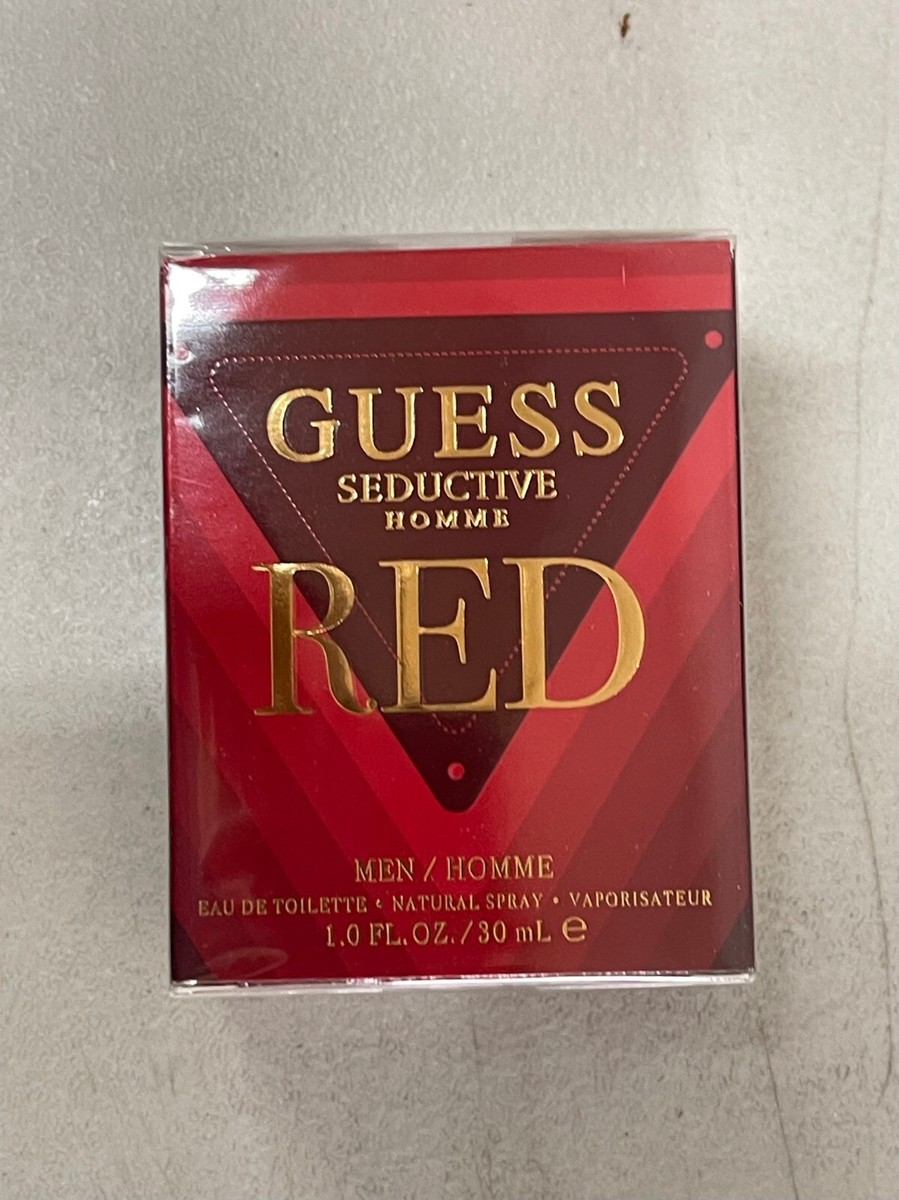 GUESS
SEDUCTIVE
HOMME
RED
MEN / HOMME
EAU DE TOILETTE • NATURAL SPRAY • VAPORISATEUR
1.0 FL. OZ. / 30 mL ℮